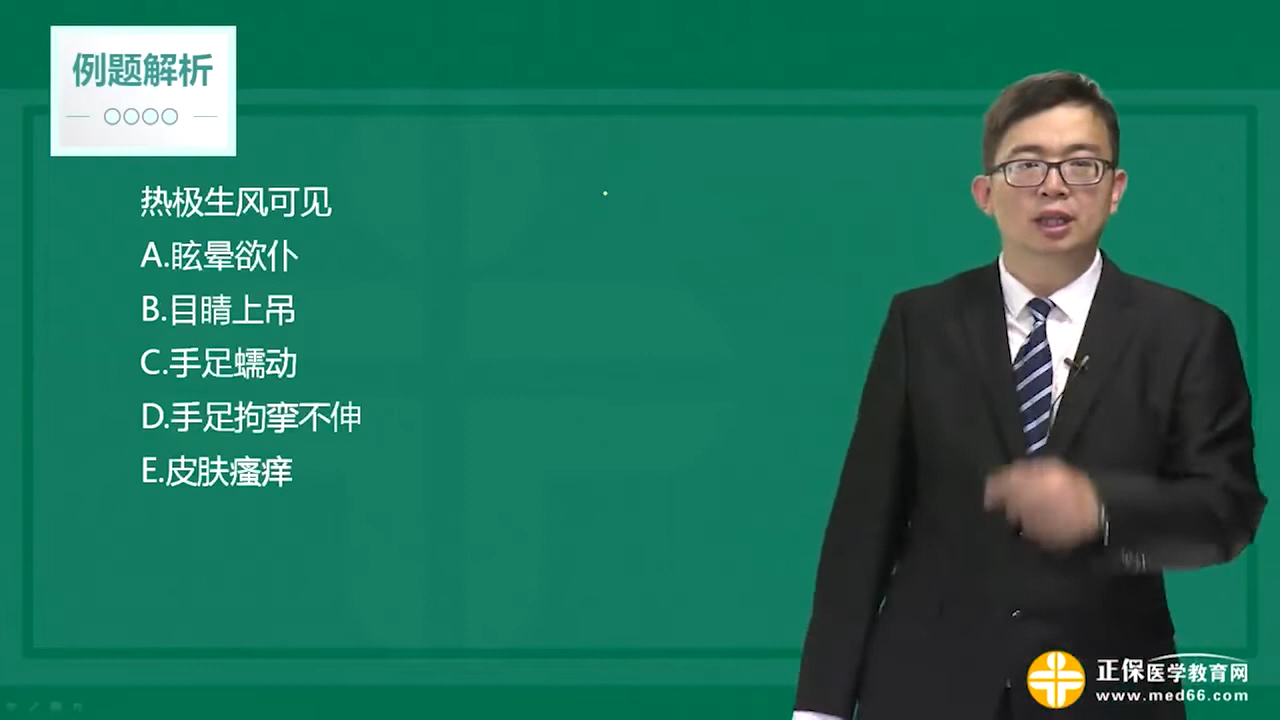 例题解析
热极生风可见
A.眩晕欲仆
B.目睛上吊
C.手足蠕动
D.手足拘挛不伸
E.皮肤瘙痒
正保医学教育网
www.med66.com